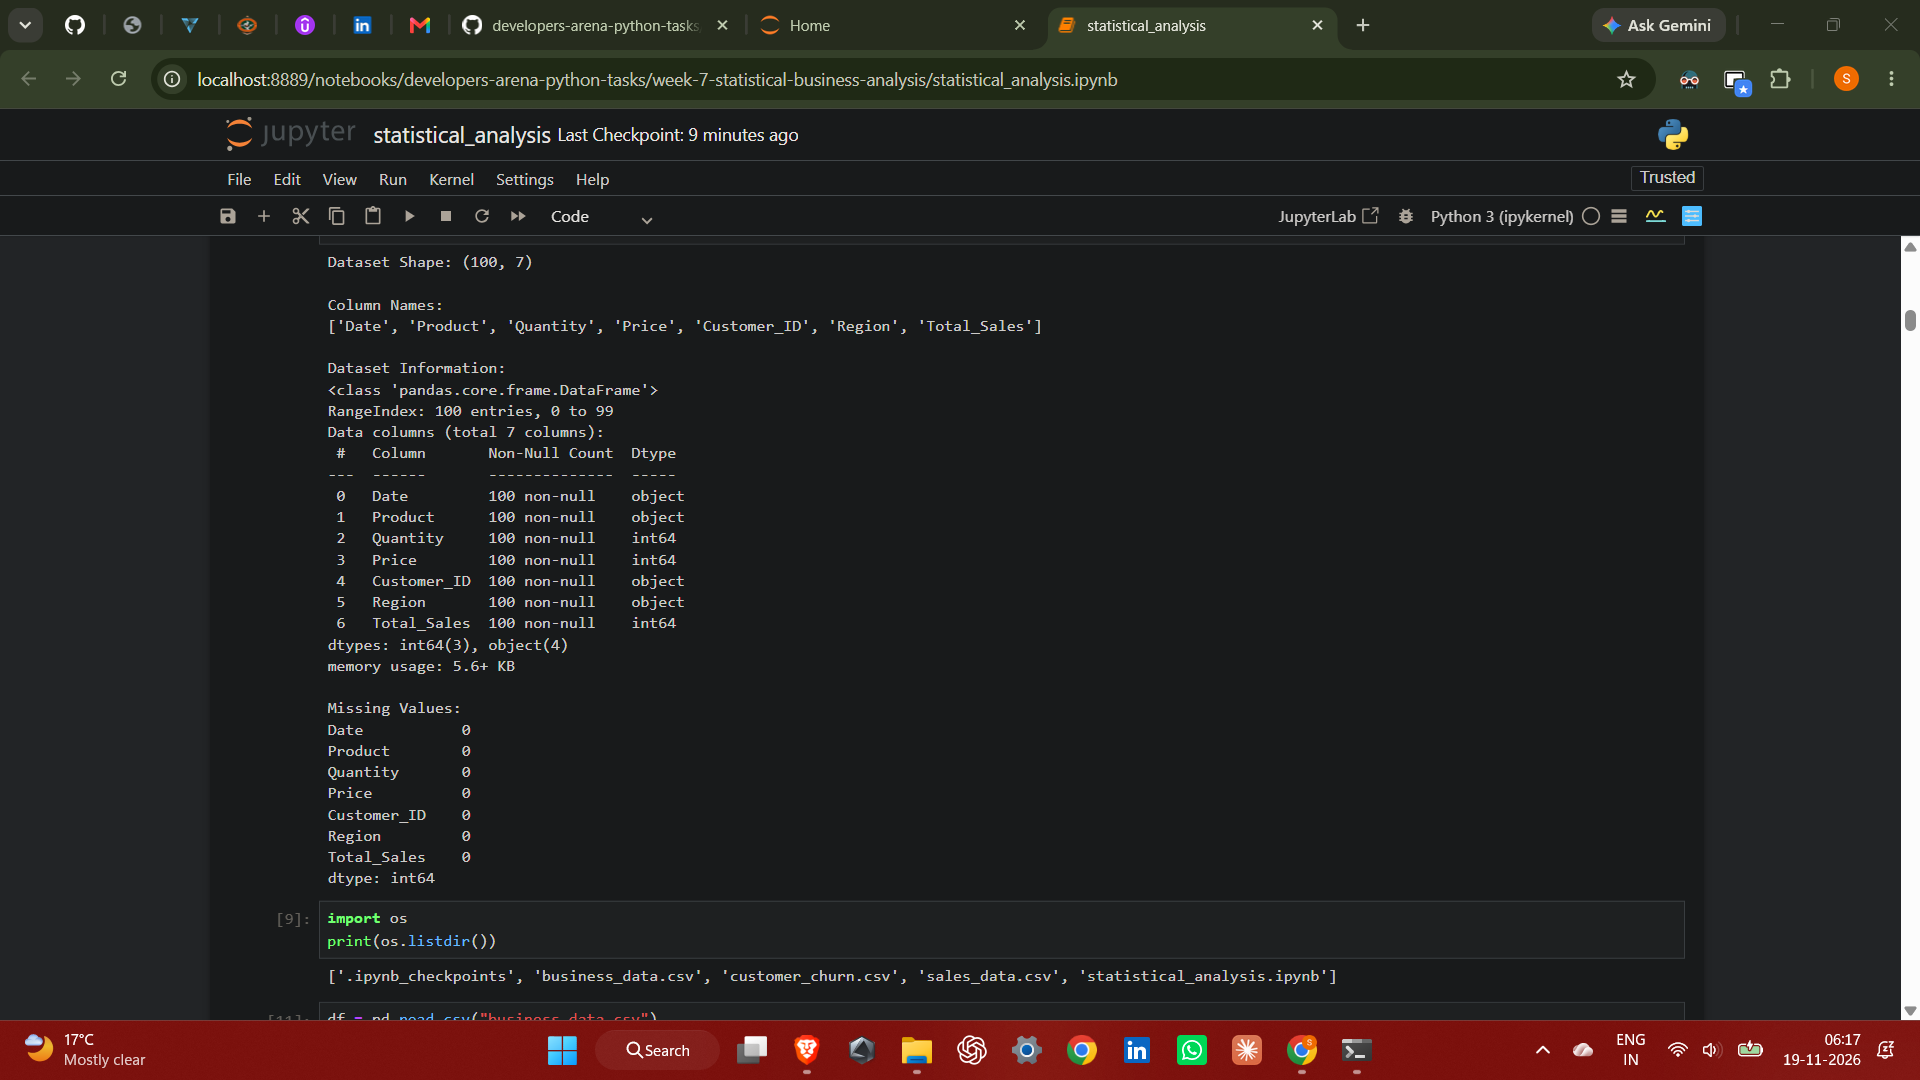 developers-arena-python-tasks
Home
statistical_analysis
Ask Gemini
localhost:8889/notebooks/developers-arena-python-tasks/week-7-statistical-business-analysis/statistical_analysis.ipynb
S
jupyter statistical_analysis Last Checkpoint: 9 minutes ago
File Edit View Run Kernel Settings Help
Trusted
Code
JupyterLab
Python 3 (ipykernel)
Dataset Shape: (100, 7)
Column Names:
['Date', 'Product', 'Quantity', 'Price', 'Customer_ID', 'Region', 'Total_Sales']
Dataset Information:
<class 'pandas.core.frame.DataFrame'>
RangeIndex: 100 entries, 0 to 99
Data columns (total 7 columns):
 #   Column       Non-Null Count  Dtype
---  ------       --------------  -----
 0   Date         100 non-null    object
 1   Product      100 non-null    object
 2   Quantity     100 non-null    int64
 3   Price        100 non-null    int64
 4   Customer_ID  100 non-null    object
 5   Region       100 non-null    object
 6   Total_Sales  100 non-null    int64
dtypes: int64(3), object(4)
memory usage: 5.6+ KB
Missing Values:
Date           0
Product        0
Quantity       0
Price          0
Customer_ID    0
Region         0
Total_Sales    0
dtype: int64
[9]:
import os
print(os.listdir())
['.ipynb_checkpoints', 'business_data.csv', 'customer_churn.csv', 'sales_data.csv', 'statistical_analysis.ipynb']
[11]:
df = pd.read_csv("business_data.csv")
17°C
Mostly clear
Search
ENG
IN
06:17
19-11-2026